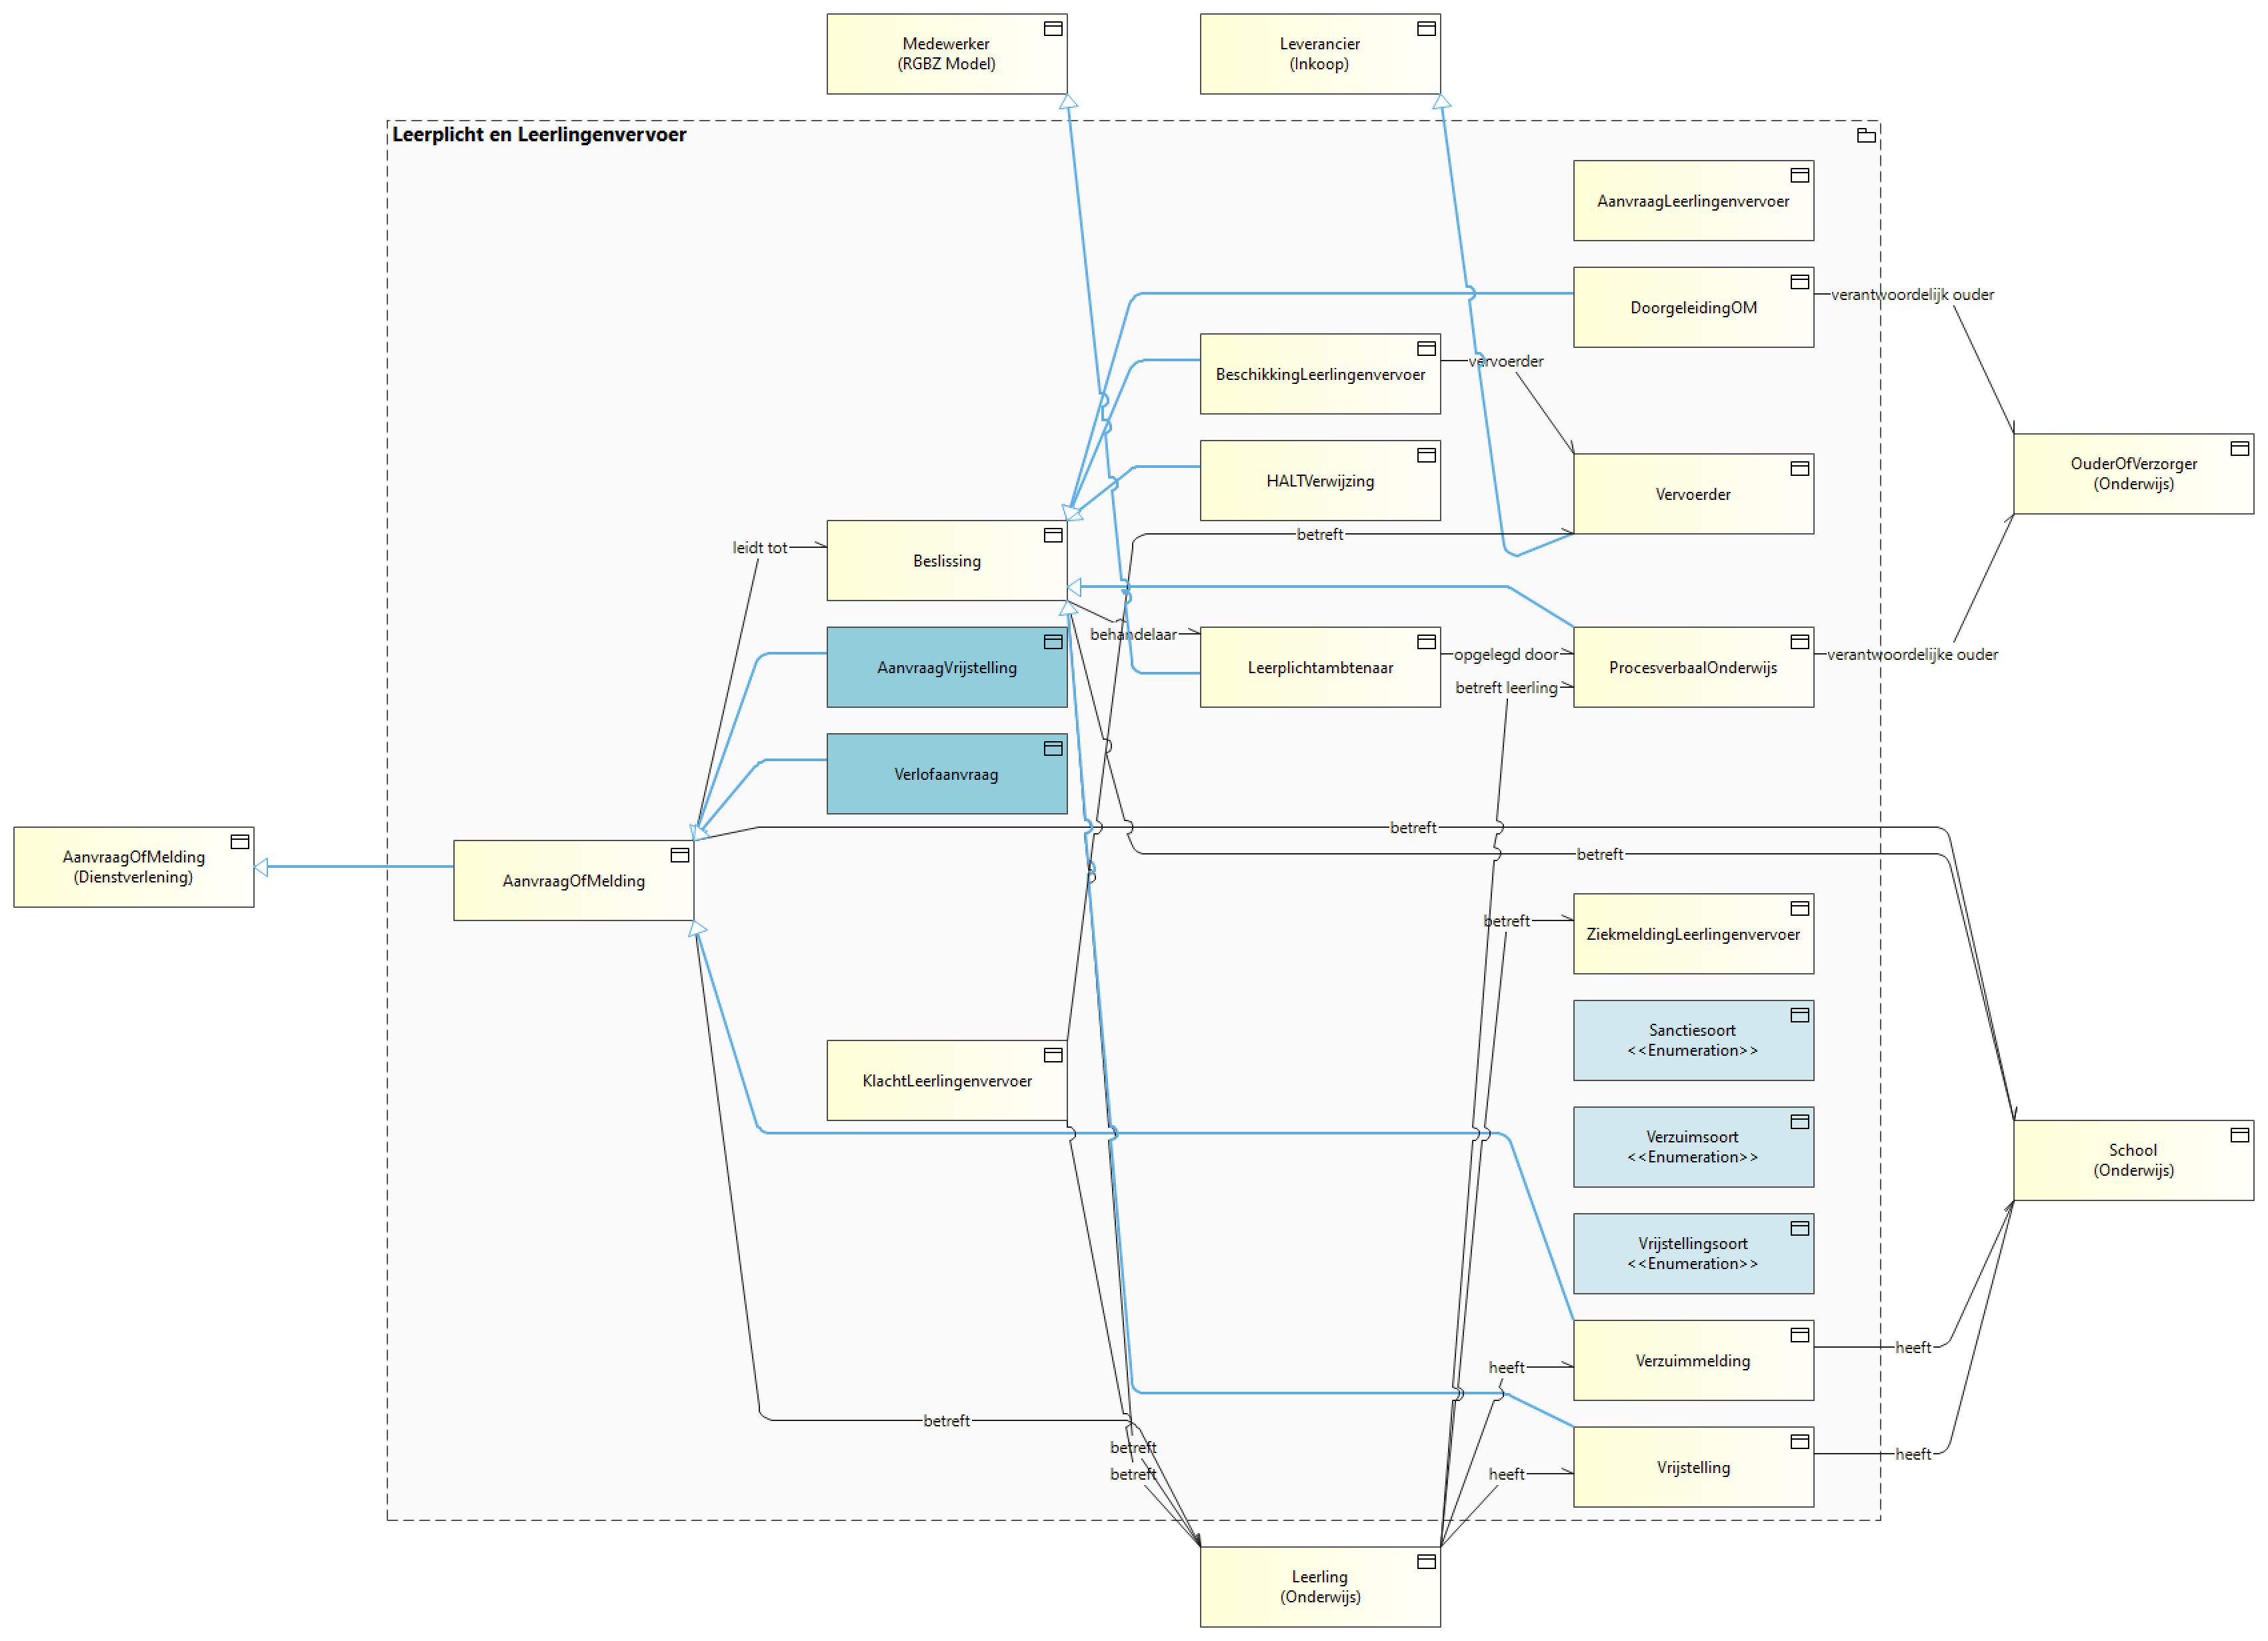 Medewerker
(RGBZ Model)
Leverancier
(Inkoop)
Leerplicht en Leerlingenvervoer
AanvraagLeerlingenvervoer
DoorgeleidingOM
verantwoordelijk ouder
BeschikkingLeerlingenvervoer
vervoerder
OuderOfVerzorger
(Onderwijs)
HALTVerwijzing
Vervoerder
betreft
leidt tot
Beslissing
behandelaar
AanvraagVrijstelling
Leerplichtambtenaar
opgelegd door
betreft leerling
ProcesverbaalOnderwijs
verantwoordelijke ouder
Verlofaanvraag
betreft
betreft
AanvraagOfMelding
(Dienstverlening)
AanvraagOfMelding
betreft
ZiekmeldingLeerlingenvervoer
Sanctiesoort
<<Enumeration>>
KlachtLeerlingenvervoer
Verzuimsoort
<<Enumeration>>
School
(Onderwijs)
Vrijstellingsoort
<<Enumeration>>
heeft
Verzuimmelding
heeft
betreft
betreft
betreft
heeft
Vrijstelling
heeft
Leerling
(Onderwijs)